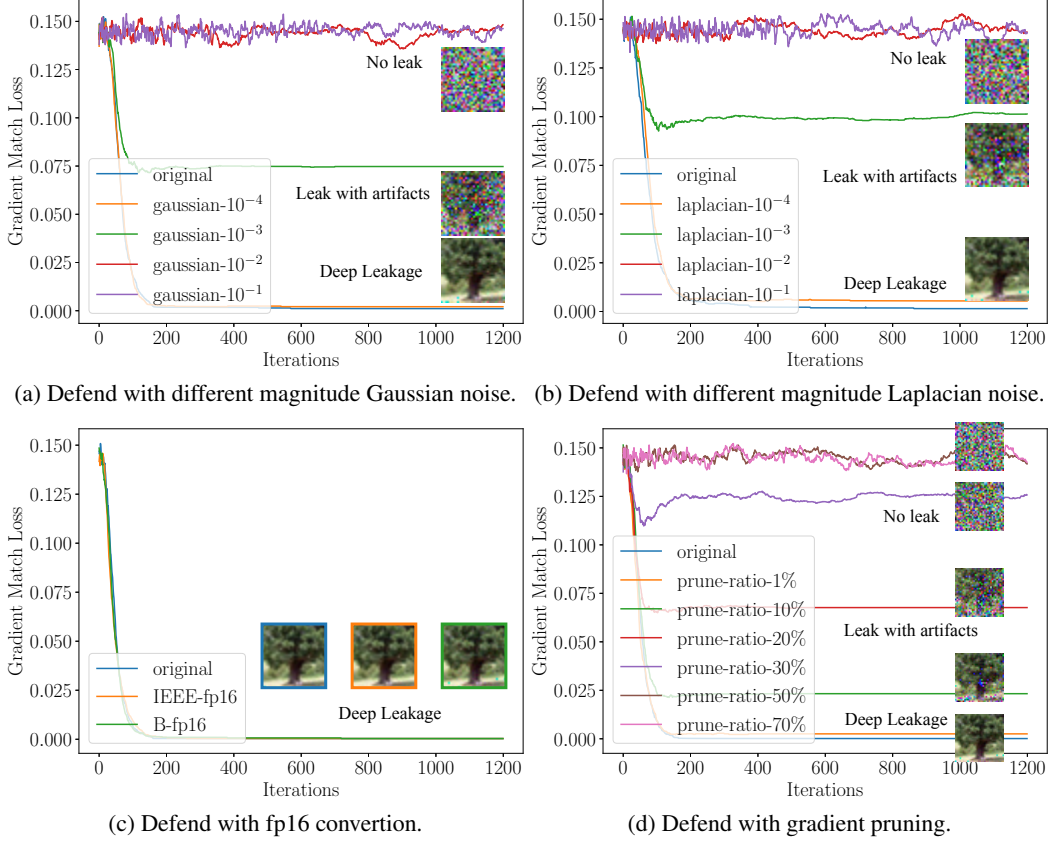 0.150
0.125
0.100
0.075
0.050
0.025
0.000
Gradient Match Loss
No leak
Leak with artifacts
Deep Leakage
original
gaussian-10⁻⁴
gaussian-10⁻³
gaussian-10⁻²
gaussian-10⁻¹
0 200 400 600 800 1000 1200
Iterations
(a) Defend with different magnitude Gaussian noise.
0.150
0.125
0.100
0.075
0.050
0.025
0.000
Gradient Match Loss
No leak
Leak with artifacts
Deep Leakage
original
laplacian-10⁻⁴
laplacian-10⁻³
laplacian-10⁻²
laplacian-10⁻¹
0 200 400 600 800 1000 1200
Iterations
(b) Defend with different magnitude Laplacian noise.
0.150
0.125
0.100
0.075
0.050
0.025
0.000
Gradient Match Loss
original
IEEE-fp16
B-fp16
Deep Leakage
0 200 400 600 800 1000 1200
Iterations
(c) Defend with fp16 convertion.
0.150
0.125
0.100
0.075
0.050
0.025
0.000
Gradient Match Loss
No leak
Leak with artifacts
Deep Leakage
original
prune-ratio-1%
prune-ratio-10%
prune-ratio-20%
prune-ratio-30%
prune-ratio-50%
prune-ratio-70%
0 200 400 600 800 1000 1200
Iterations
(d) Defend with gradient pruning.